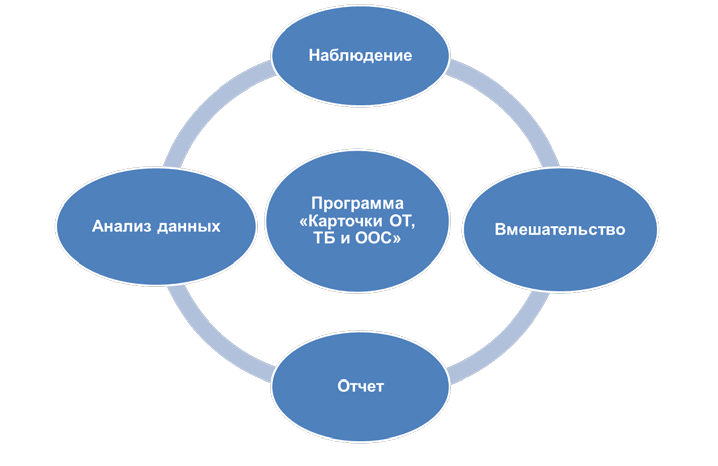 Наблюдение
Программа
«Карточки ОТ,
ТБ и ООС»
Анализ данных
Вмешательство
Отчет